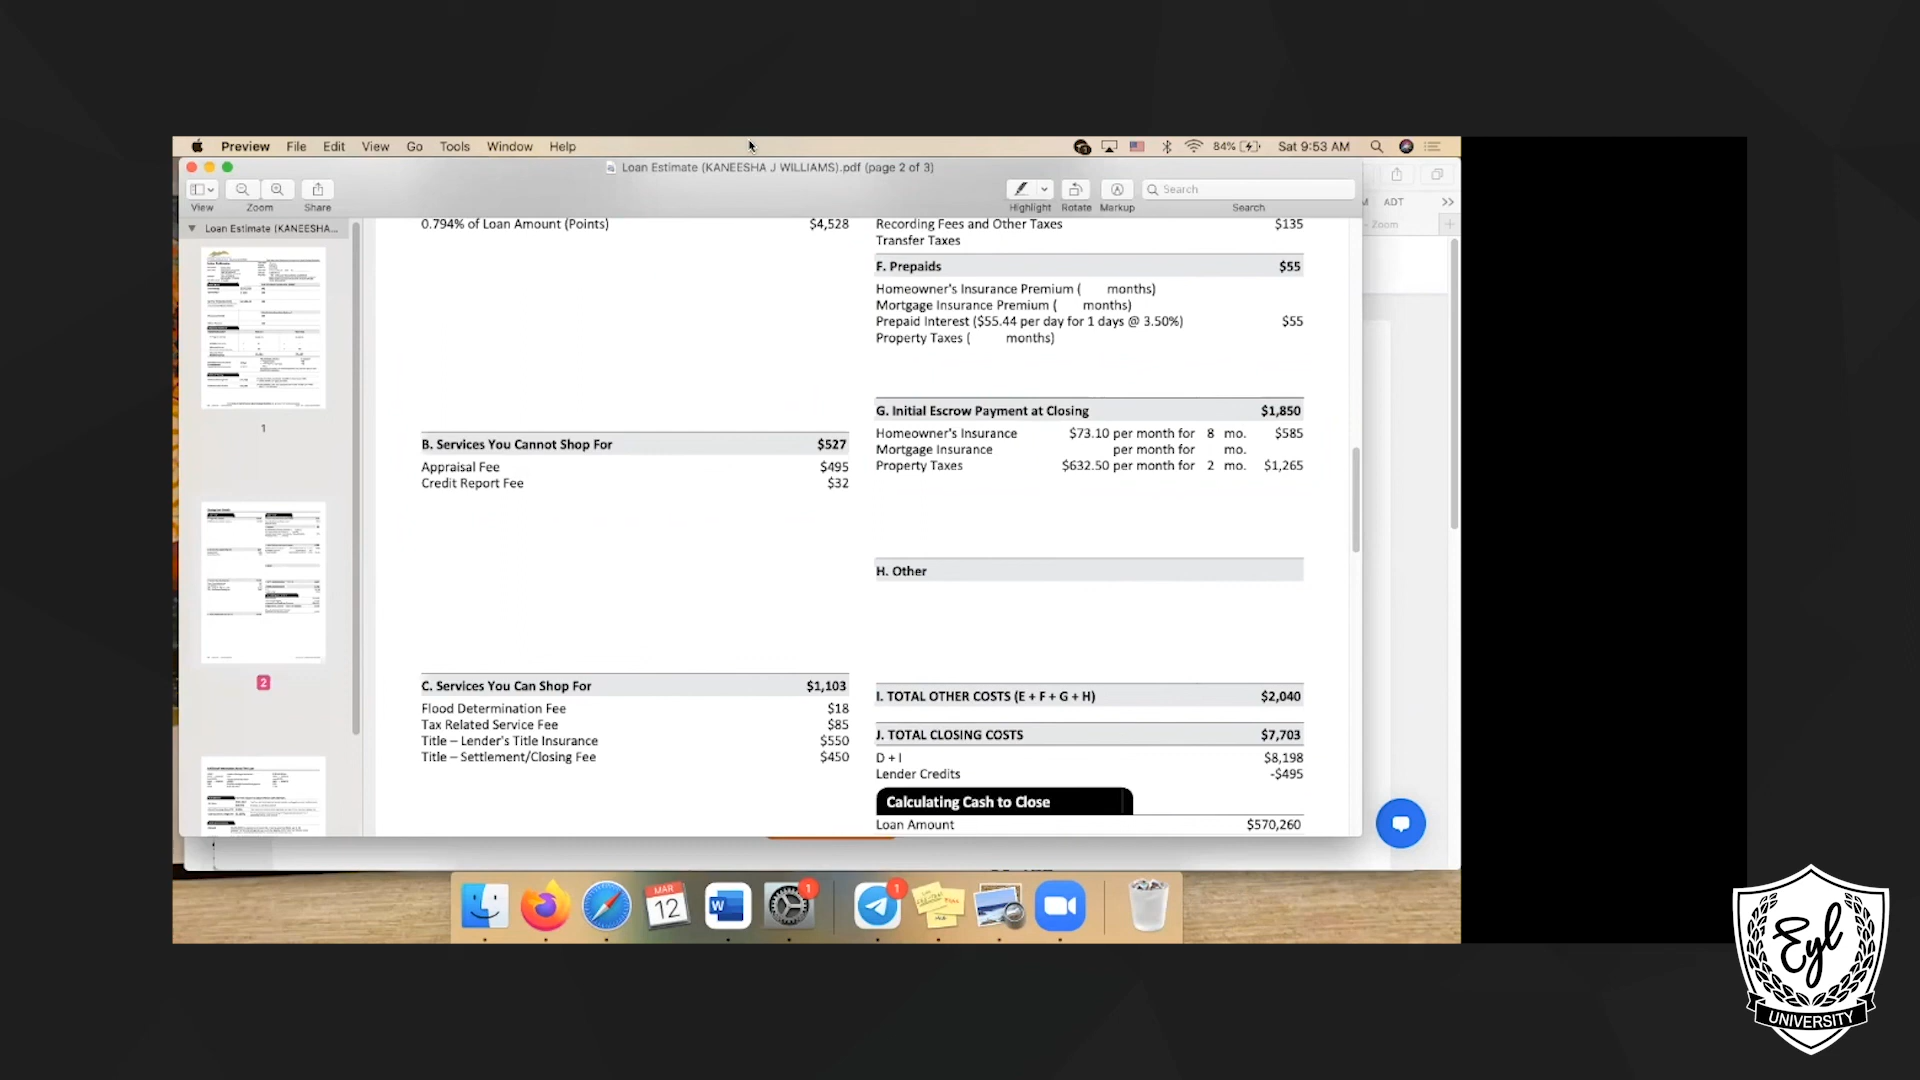 Preview File Edit View Go Tools Window Help
84% Sat 9:53 AM
Loan Estimate (KANEESHA J WILLIAMS).pdf (page 2 of 3)
Search
View Zoom Share Highlight Rotate Markup Search
ADT
Zoom
Loan Estimate (KANEESHA...
1
2
0.794% of Loan Amount (Points) $4,528
B. Services You Cannot Shop For $527
Appraisal Fee $495
Credit Report Fee $32
C. Services You Can Shop For $1,103
Flood Determination Fee $18
Tax Related Service Fee $85
Title – Lender's Title Insurance $550
Title – Settlement/Closing Fee $450
Recording Fees and Other Taxes $135
Transfer Taxes
F. Prepaids $55
Homeowner's Insurance Premium ( months)
Mortgage Insurance Premium ( months)
Prepaid Interest ($55.44 per day for 1 days @ 3.50%) $55
Property Taxes ( months)
G. Initial Escrow Payment at Closing $1,850
Homeowner's Insurance $73.10 per month for 8 mo. $585
Mortgage Insurance per month for mo.
Property Taxes $632.50 per month for 2 mo. $1,265
H. Other
I. TOTAL OTHER COSTS (E + F + G + H) $2,040
J. TOTAL CLOSING COSTS $7,703
D + I $8,198
Lender Credits -$495
Calculating Cash to Close
Loan Amount $570,260
MAR
12
W
1
1
Eyl
UNIVERSITY